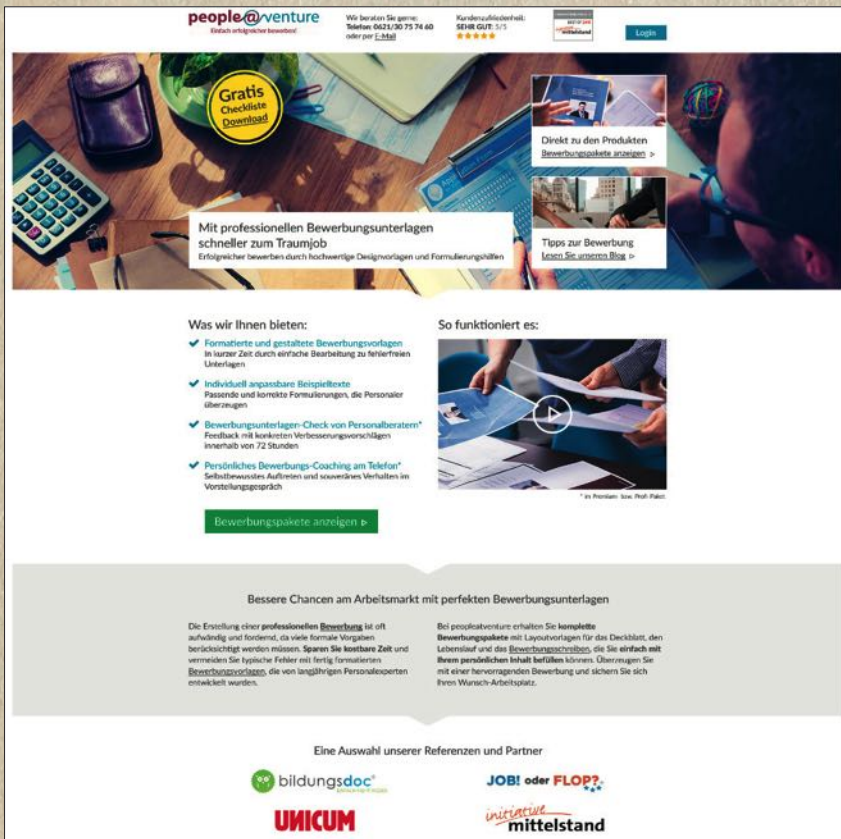 people@venture
Einfach erfolgreicher bewerben!
Wir beraten Sie gerne:
Telefon: 0621/30 75 74 60
oder per E-Mail
Kundenzufriedenheit:
SEHR GUT: 5/5
BEST OF 2015
initiative
mittelstand
Login
Gratis
Checkliste
Download
Direkt zu den Produkten
Bewerbungspakete anzeigen
Mit professionellen Bewerbungsunterlagen
schneller zum Traumjob
Erfolgreicher bewerben durch hochwertige Designvorlagen und Formulierungshilfen
Tipps zur Bewerbung
Lesen Sie unseren Blog
Was wir Ihnen bieten:
Formatierte und gestaltete Bewerbungsvorlagen
In kurzer Zeit durch einfache Bearbeitung zu fehlerfreien
Unterlagen
Individuell anpassbare Beispieltexte
Passende und korrekte Formulierungen, die Personaler
überzeugen
Bewerbungsunterlagen-Check von Personalberatern*
Feedback mit konkreten Verbesserungsvorschlägen
innerhalb von 72 Stunden
Persönliches Bewerbungs-Coaching am Telefon*
Selbstbewusstes Auftreten und souveränes Verhalten im
Vorstellungsgespräch
Bewerbungspakete anzeigen
So funktioniert es:
* im Premium- bzw. Profi-Paket
Bessere Chancen am Arbeitsmarkt mit perfekten Bewerbungsunterlagen
Die Erstellung einer professionellen Bewerbung ist oft
aufwändig und fordernd, da viele formale Vorgaben
berücksichtigt werden müssen. Sparen Sie kostbare Zeit und
vermeiden Sie typische Fehler mit fertig formatierten
Bewerbungsvorlagen, die von langjährigen Personalexperten
entwickelt wurden.
Bei peopleatventure erhalten Sie komplette
Bewerbungspakete mit Layoutvorlagen für das Deckblatt, den
Lebenslauf und das Bewerbungsschreiben, die Sie einfach mit
Ihrem persönlichen Inhalt befüllen können. Überzeugen Sie
mit einer hervorragenden Bewerbung und sichern Sie sich
Ihren Wunsch-Arbeitsplatz.
Eine Auswahl unserer Referenzen und Partner
bildungsdoc
JOB! oder FLOP?
UNICUM
initiative
mittelstand